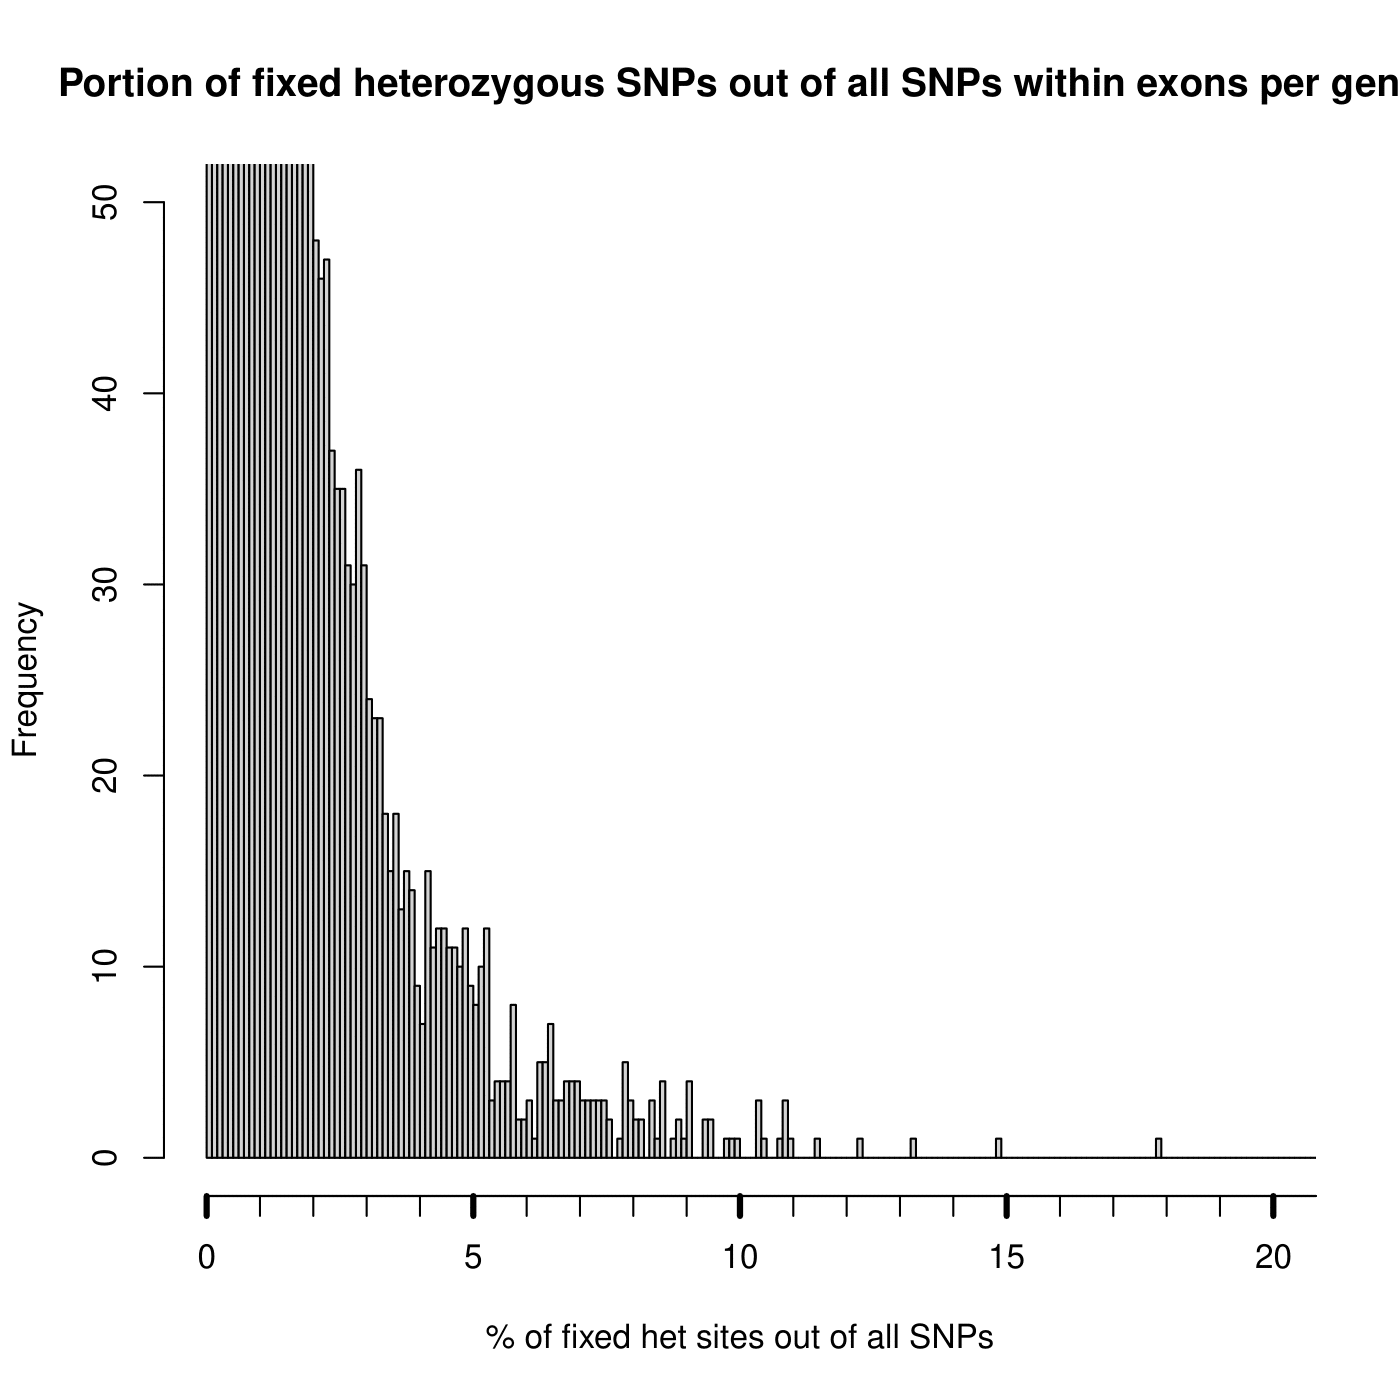 Portion of fixed heterozygous SNPs out of all SNPs within exons per gen
50
40
30
20
10
0
Frequency
0 5 10 15 20
% of fixed het sites out of all SNPs